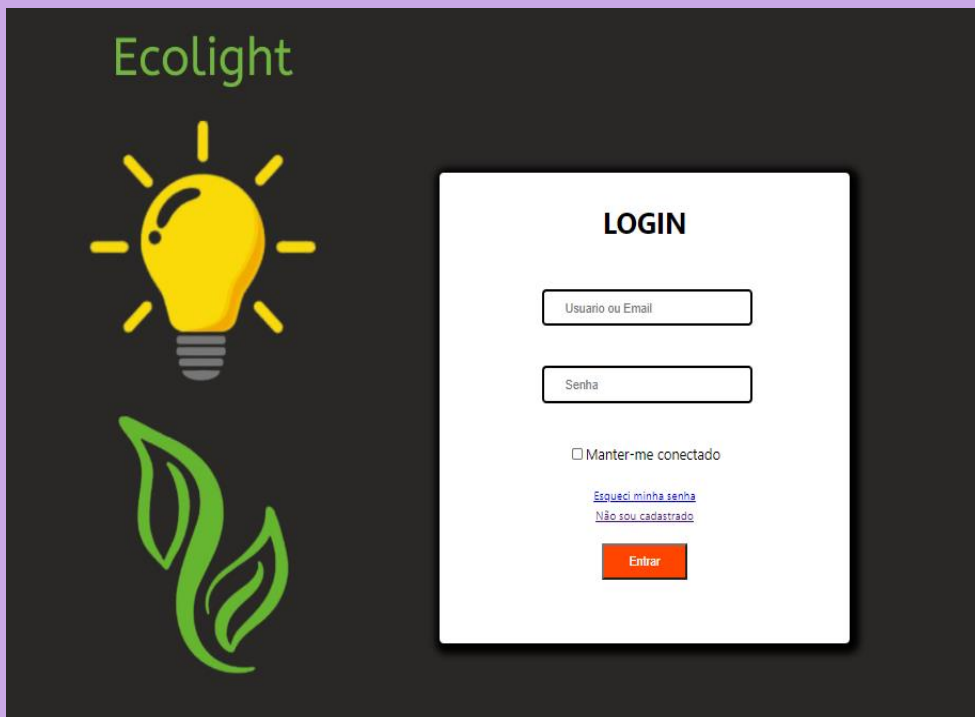 Ecolight
LOGIN
Usuario ou Email
Senha
Manter-me conectado
Esqueci minha senha
Não sou cadastrado
Entrar